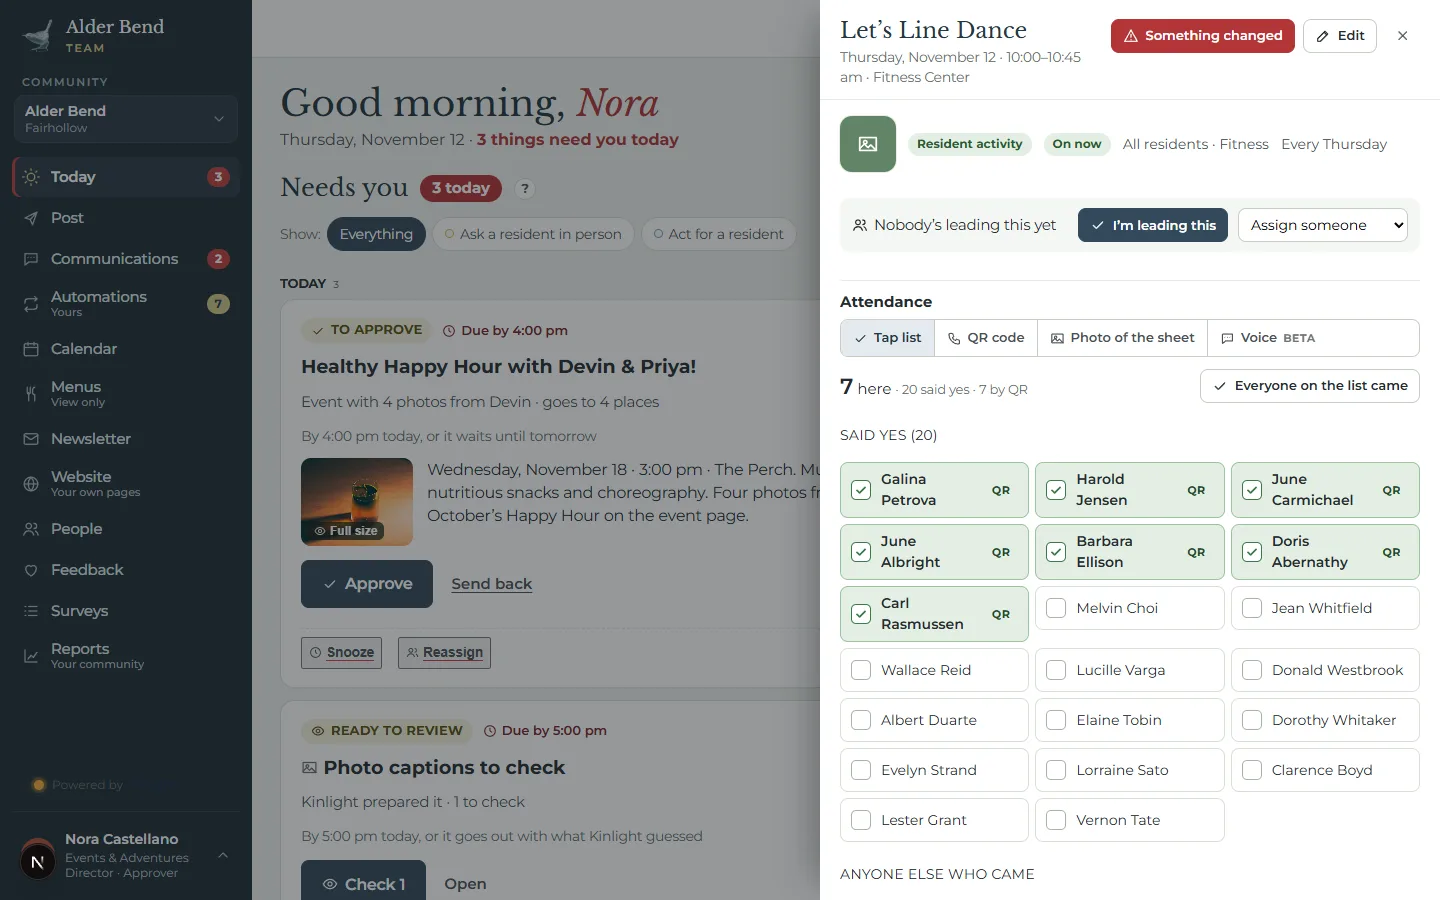 Alder Bend
TEAM
COMMUNITY
Alder Bend
Fairhollow
Today
3
Post
Communications
2
Automations
Yours
7
Calendar
Menus
View only
Newsletter
Website
Your own pages
People
Feedback
Surveys
Reports
Your community
Powered by
N
Nora Castellano
Events & Adventures
Director · Approver
Good morning, Nora
Thursday, November 12 · 3 things need you today
Needs you
3 today
?
Show:
Everything
Ask a resident in person
Act for a resident
TODAY 3
TO APPROVE
Due by 4:00 pm
Healthy Happy Hour with Devin & Priya!
Event with 4 photos from Devin · goes to 4 places
By 4:00 pm today, or it waits until tomorrow
Full size
Wednesday, November 18 · 3:00 pm · The Perch.
nutritious snacks and choreography. Four photos
October’s Happy Hour on the event page.
Approve
Send back
Snooze
Reassign
READY TO REVIEW
Due by 5:00 pm
Photo captions to check
Kinlight prepared it · 1 to check
By 5:00 pm today, or it goes out with what Kinlight guessed
Check 1
Open
Let’s Line Dance
Thursday, November 12 · 10:00–10:45
am · Fitness Center
Something changed
Edit
Resident activity
On now
All residents · Fitness
Every Thursday
Nobody’s leading this yet
I’m leading this
Assign someone
Attendance
Tap list
QR code
Photo of the sheet
Voice BETA
7 here · 20 said yes · 7 by QR
Everyone on the list came
SAID YES (20)
Galina
Petrova
QR
Harold
Jensen
QR
June
Carmichael
QR
June
Albright
QR
Barbara
Ellison
QR
Doris
Abernathy
QR
Carl
Rasmussen
QR
Melvin Choi
Jean Whitfield
Wallace Reid
Lucille Varga
Donald Westbrook
Albert Duarte
Elaine Tobin
Dorothy Whitaker
Evelyn Strand
Lorraine Sato
Clarence Boyd
Lester Grant
Vernon Tate
ANYONE ELSE WHO CAME